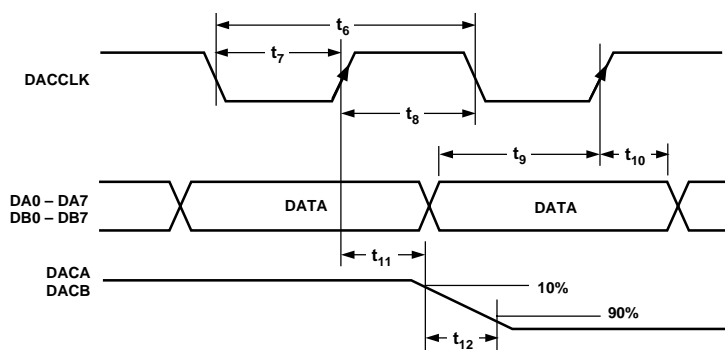 t6
t7
DACCLK
t8
t9
t10
DA0 – DA7
DB0 – DB7
DATA
DATA
t11
DACA
DACB
10%
90%
t12